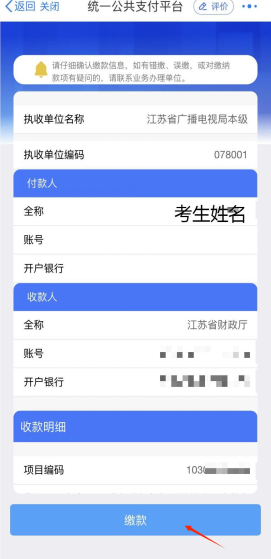 返回 关闭 统一公共支付平台 评价
请仔细确认缴款信息，如有错缴、误缴，或对缴纳
款项有疑问的，请联系业务办理单位。
执收单位名称 江苏省广播电视局本级
执收单位编码 078001
付款人
全称 考生姓名
账号
开户银行
收款人
全称 江苏省财政厅
账号
开户银行
收款明细
项目编码 103
缴款